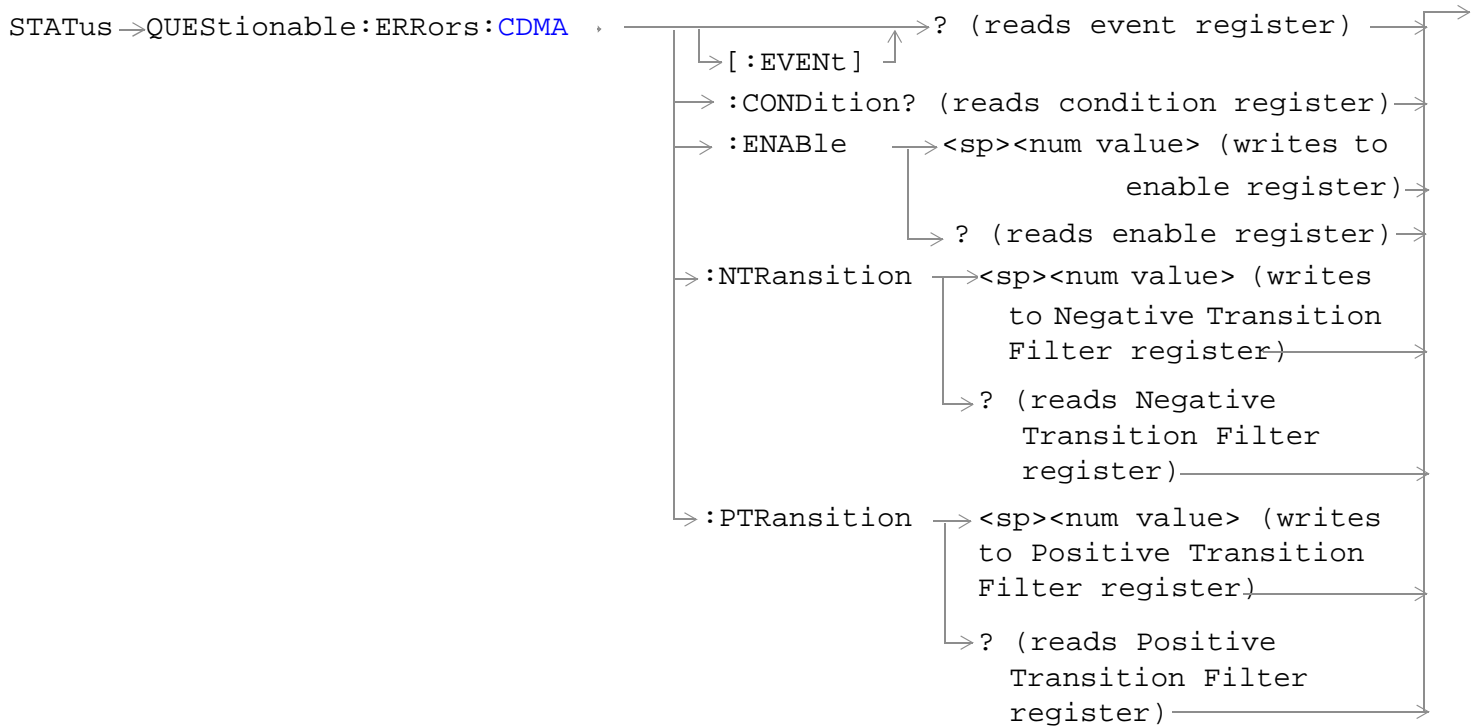 STATus QUEStionable:ERRors:CDMA ? (reads event register)
[:EVENt]
:CONDition? (reads condition register)
:ENABle <sp><num value> (writes to
enable register)
? (reads enable register)
:NTRansition <sp><num value> (writes
to Negative Transition
Filter register)
? (reads Negative
Transition Filter
register)
:PTRansition <sp><num value> (writes
to Positive Transition
Filter register)
? (reads Positive
Transition Filter
register)